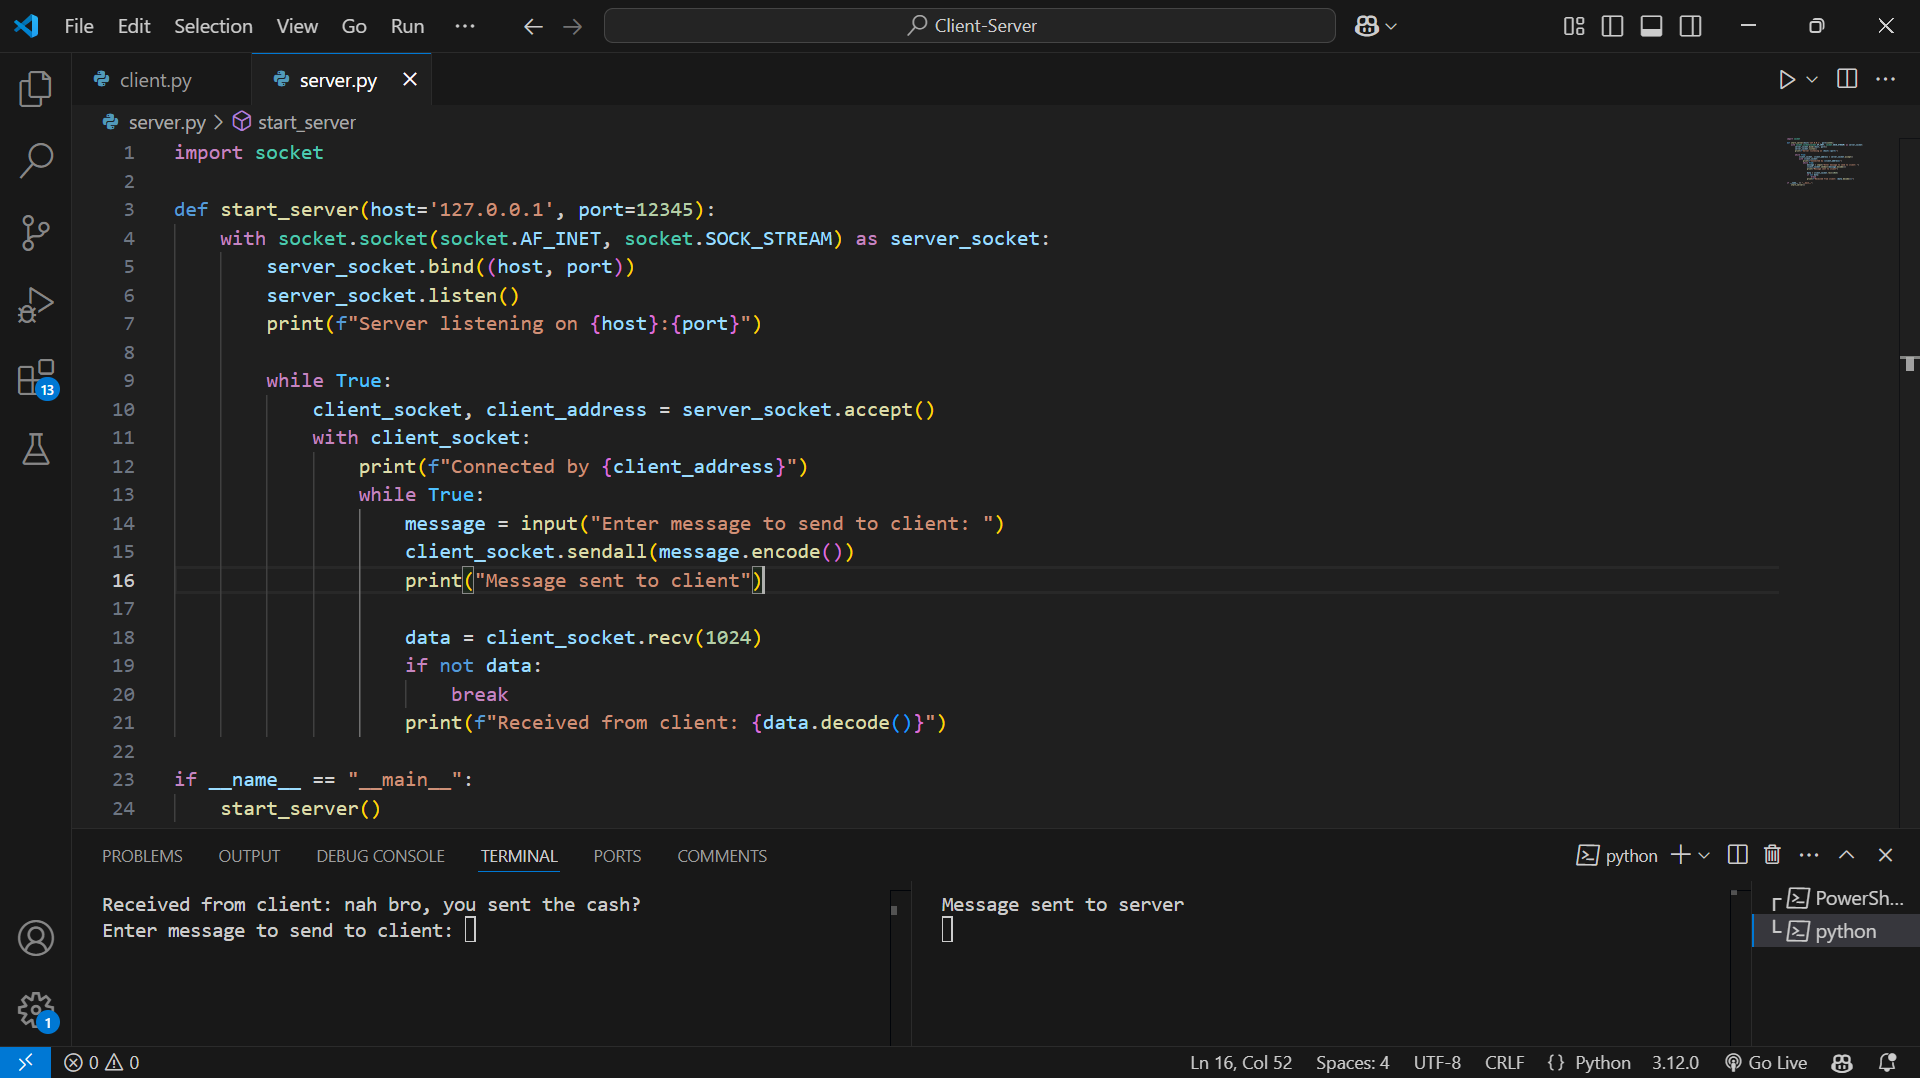 File Edit Selection View Go Run ··· Client-Server
client.py server.py
server.py > start_server
1 import socket
2
3 def start_server(host='127.0.0.1', port=12345):
4 with socket.socket(socket.AF_INET, socket.SOCK_STREAM) as server_socket:
5 server_socket.bind((host, port))
6 server_socket.listen()
7 print(f"Server listening on {host}:{port}")
8
9 while True:
10 client_socket, client_address = server_socket.accept()
11 with client_socket:
12 print(f"Connected by {client_address}")
13 while True:
14 message = input("Enter message to send to client: ")
15 client_socket.sendall(message.encode())
16 print("Message sent to client")
17
18 data = client_socket.recv(1024)
19 if not data:
20 break
21 print(f"Received from client: {data.decode()}")
22
23 if __name__ == "__main__":
24 start_server()
13
1
PROBLEMS OUTPUT DEBUG CONSOLE TERMINAL PORTS COMMENTS python
Received from client: nah bro, you sent the cash?
Enter message to send to client:
Message sent to server
PowerSh...
python
0 0 Ln 16, Col 52 Spaces: 4 UTF-8 CRLF {} Python 3.12.0 Go Live